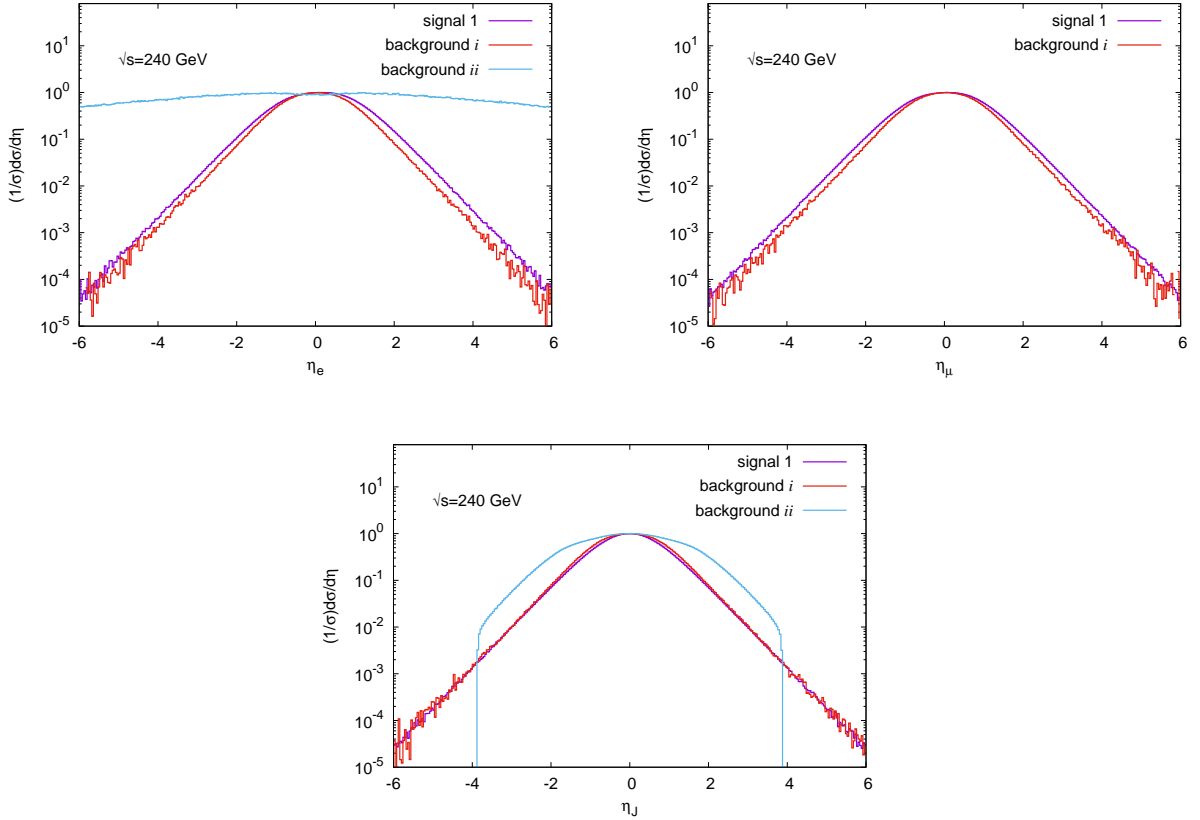 signal 1
background i
background ii
√s=240 GeV
10¹
10⁰
10⁻¹
10⁻²
10⁻³
10⁻⁴
10⁻⁵
(1/σ)dσ/dη
-6 -4 -2 0 2 4 6
η_e
signal 1
background i
√s=240 GeV
10¹
10⁰
10⁻¹
10⁻²
10⁻³
10⁻⁴
10⁻⁵
(1/σ)dσ/dη
-6 -4 -2 0 2 4 6
η_μ
signal 1
background i
background ii
√s=240 GeV
10¹
10⁰
10⁻¹
10⁻²
10⁻³
10⁻⁴
10⁻⁵
(1/σ)dσ/dη
-6 -4 -2 0 2 4 6
η_J